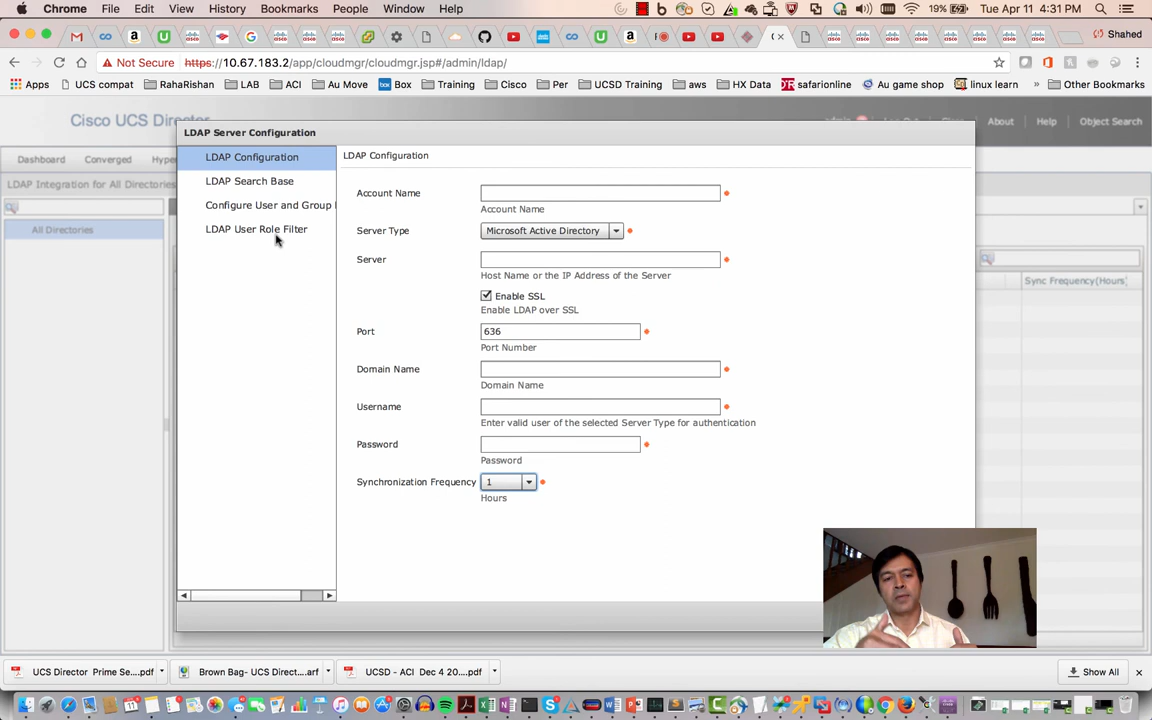 Chrome File Edit View History Bookmarks People Window Help 19% Tue Apr 11 4:31 PM
Shahed
Not Secure https://10.67.183.2/app/cloudmgr/cloudmgr.jsp#/admin/ldap/
Apps UCS compat RahaRishan LAB ACI Au Move Box Training Cisco Per UCSD Training aws HX Data safarionline Au game shop linux learn » Other Bookmarks
Cisco UCS Director About Help Object Search
LDAP Server Configuration
Dashboard Converged Hyper
LDAP Integration for All Directories
All Directories
Sync Frequency(Hours)
LDAP Configuration
LDAP Search Base
Configure User and Group
LDAP User Role Filter
LDAP Configuration
Account Name
Account Name
Server Type Microsoft Active Directory
Server
Host Name or the IP Address of the Server
Enable SSL
Enable LDAP over SSL
Port 636
Port Number
Domain Name
Domain Name
Username
Enter valid user of the selected Server Type for authentication
Password
Password
Synchronization Frequency 1
Hours
UCS Director Prime Se....pdf Brown Bag- UCS Direct....arf UCSD - ACI Dec 4 20....pdf Show All